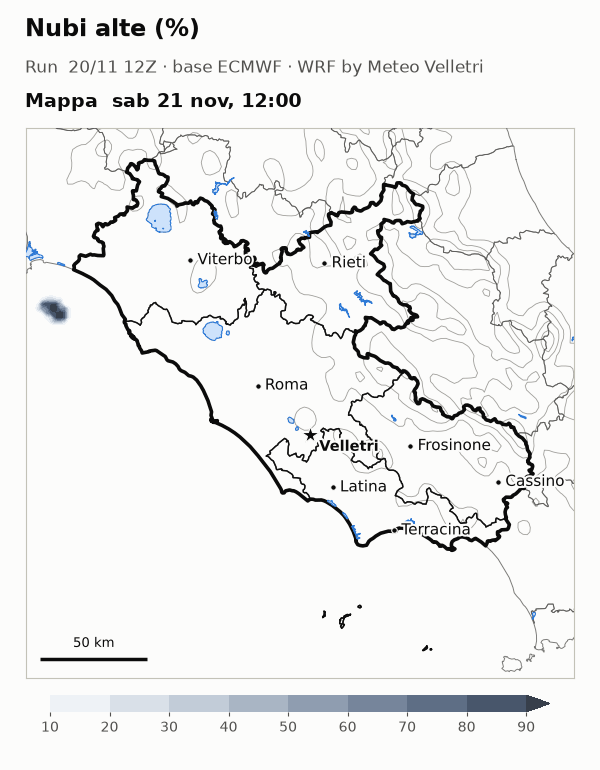 Nubi alte (%)
Run  20/11 12Z · base ECMWF · WRF by Meteo Velletri
Mappa  sab 21 nov, 12:00
Viterbo
Rieti
Roma
Velletri
Frosinone
Latina
Cassino
Terracina
50 km
10 20 30 40 50 60 70 80 90